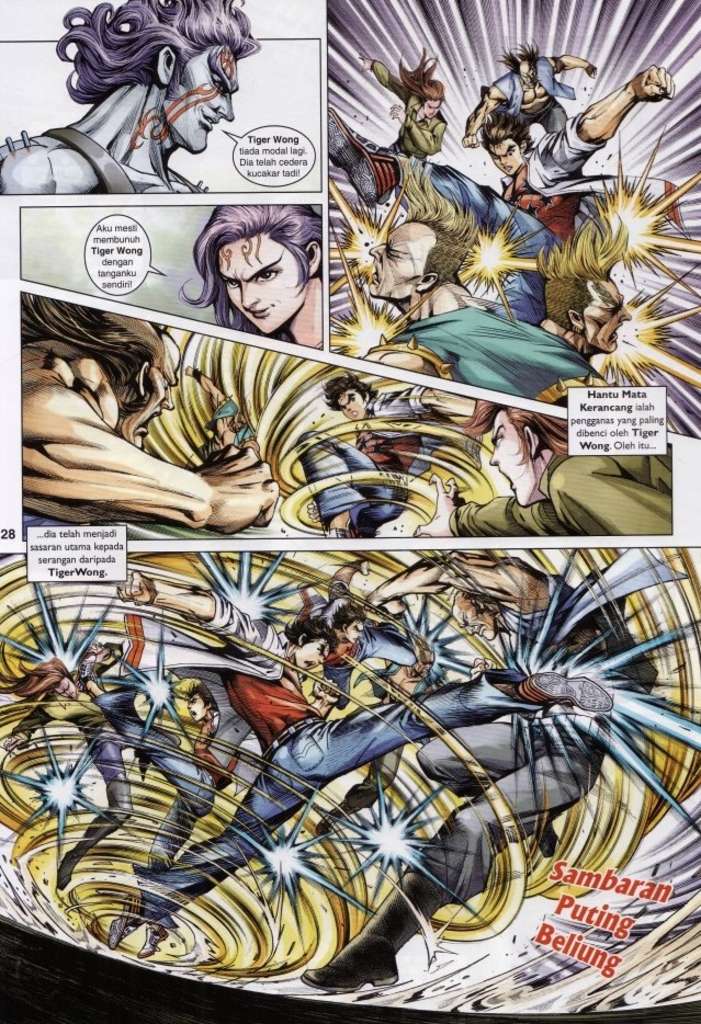 Tiger Wong
tiada modal lagi.
Dia telah cedera
kucakar tadi!
Aku mesti
membunuh
Tiger Wong
dengan
tanganku
sendiri!
Hantu Mata
Kerancang ialah
pengganas yang paling
dibenci oleh Tiger
Wong. Oleh itu...
28
...dia telah menjadi
sasaran utama kepada
serangan daripada
TigerWong.
Sambaran
Puting
Beliung